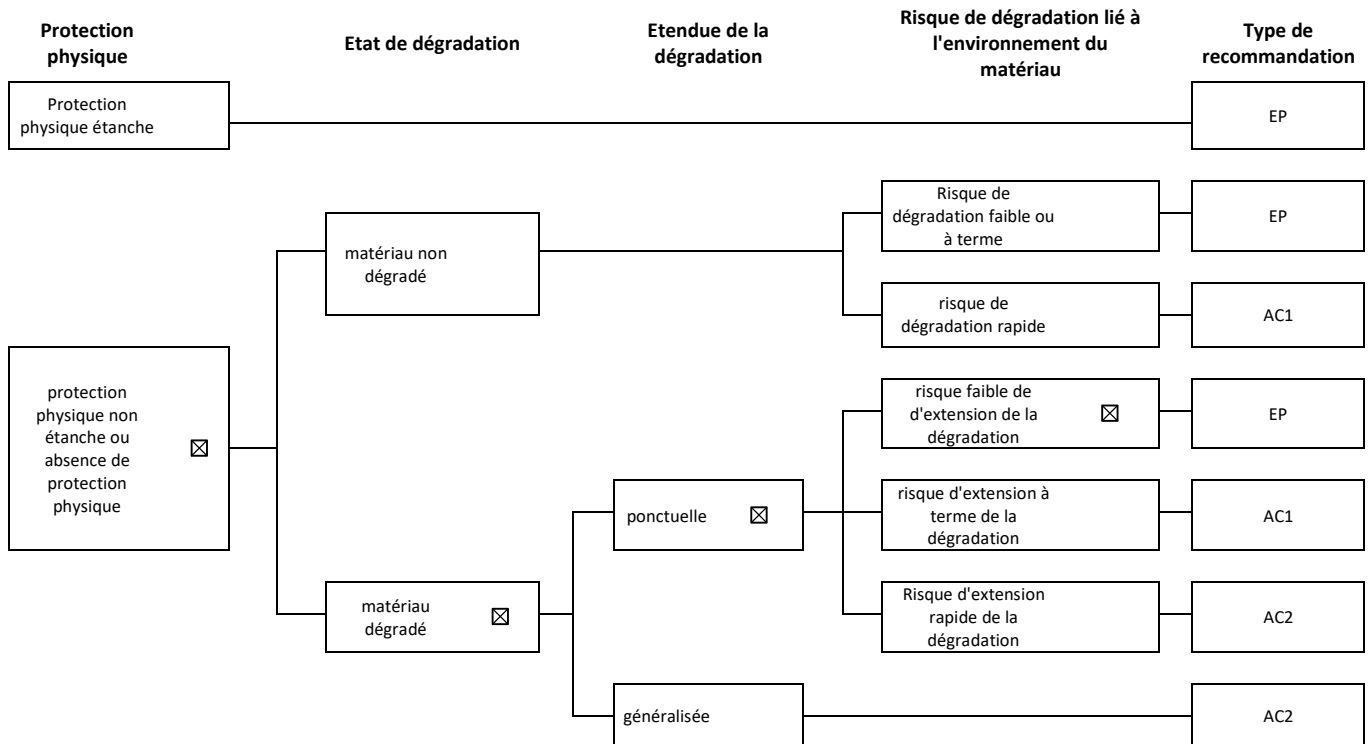 Protection
physique
Etat de dégradation
Etendue de la
dégradation
Risque de dégradation lié à
l'environnement du
matériau
Type de
recommandation
Protection
physique étanche
EP
matériau non
dégradé
Risque de
dégradation faible ou
à terme
EP
risque de
dégradation rapide
AC1
protection
physique non
étanche ou
absence de
protection
physique
☒
risque faible de
d'extension de la
dégradation
☒
EP
ponctuelle ☒
risque d'extension à
terme de la
dégradation
AC1
matériau
dégradé
☒
Risque d'extension
rapide de la
dégradation
AC2
généralisée
AC2